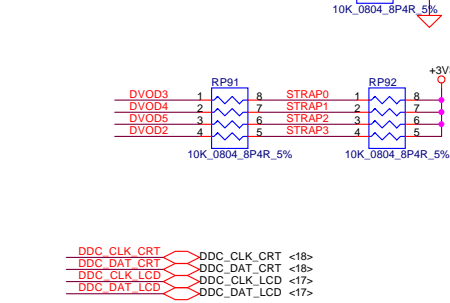 10K_0804_8P4R_5%
+3V
RP91 RP92
DVOD3 1 8 STRAP0 1 8
DVOD4 2 7 STRAP1 2 7
DVOD5 3 6 STRAP2 3 6
DVOD2 4 5 STRAP3 4 5
10K_0804_8P4R_5% 10K_0804_8P4R_5%
DDC_CLK_CRT DDC_CLK_CRT <18>
DDC_DAT_CRT DDC_DAT_CRT <18>
DDC_CLK_LCD DDC_CLK_LCD <17>
DDC_DAT_LCD DDC_DAT_LCD <17>